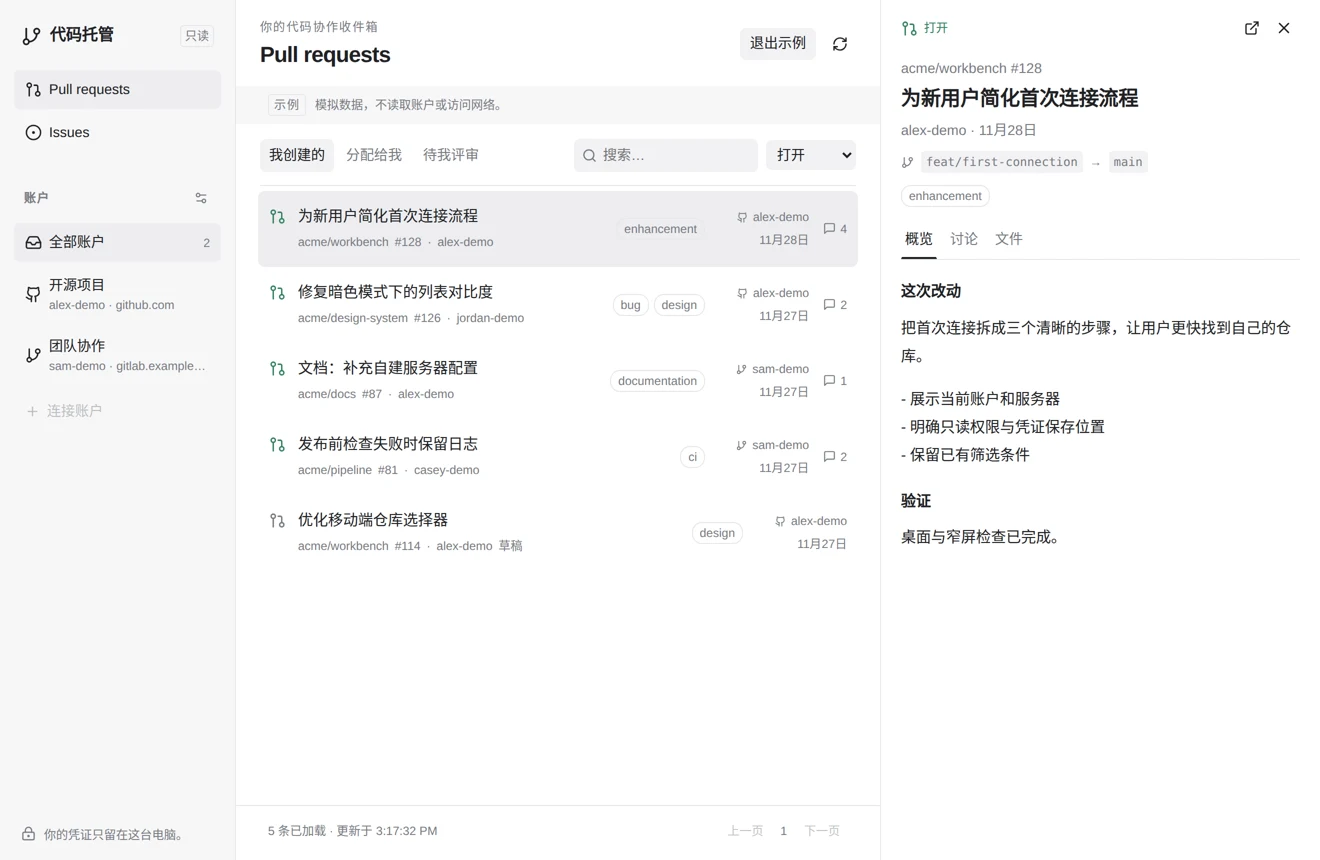 代码托管
只读
Pull requests
Issues
账户
全部账户
2
开源项目
alex-demo · github.com
团队协作
sam-demo · gitlab.example…
连接账户
你的凭证只留在这台电脑。
你的代码协作收件箱
Pull requests
退出示例
示例 模拟数据，不读取账户或访问网络。
我创建的 分配给我 待我评审
搜索…
打开
为新用户简化首次连接流程
acme/workbench #128 · alex-demo
enhancement
alex-demo
11月28日
4
修复暗色模式下的列表对比度
acme/design-system #126 · jordan-demo
bug design
alex-demo
11月27日
2
文档：补充自建服务器配置
acme/docs #87 · alex-demo
documentation
sam-demo
11月27日
1
发布前检查失败时保留日志
acme/pipeline #81 · casey-demo
ci
sam-demo
11月27日
2
优化移动端仓库选择器
acme/workbench #114 · alex-demo 草稿
design
alex-demo
11月27日
5 条已加载 · 更新于 3:17:32 PM
上一页 1 下一页
打开
acme/workbench #128
为新用户简化首次连接流程
alex-demo · 11月28日
feat/first-connection → main
enhancement
概览 讨论 文件
这次改动
把首次连接拆成三个清晰的步骤，让用户更快找到自己的仓
库。
- 展示当前账户和服务器
- 明确只读权限与凭证保存位置
- 保留已有筛选条件
验证
桌面与窄屏检查已完成。